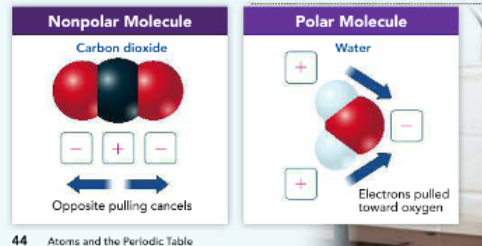 Nonpolar Molecule
Carbon dioxide
− + −
Opposite pulling cancels
Polar Molecule
Water
+
−
+
Electrons pulled
toward oxygen
44 Atoms and the Periodic Table